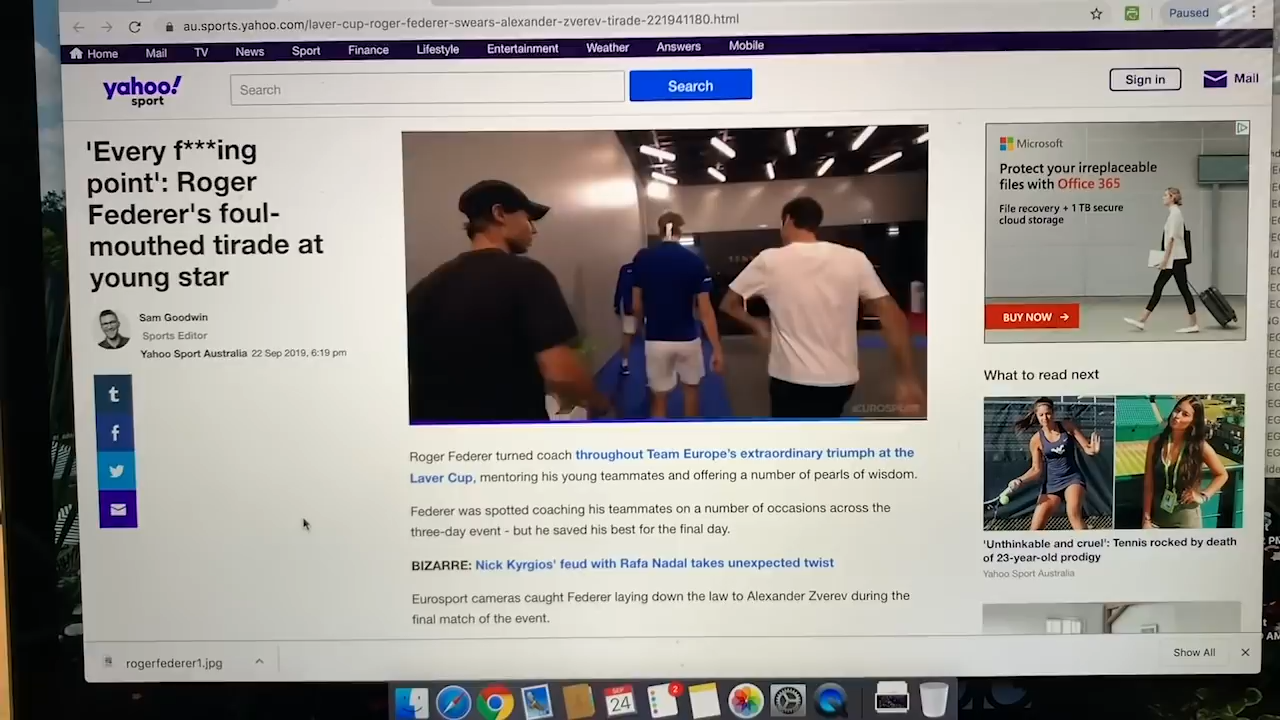 au.sports.yahoo.com/laver-cup-roger-federer-swears-alexander-zverev-tirade-221941180.html
Paused
Home Mail TV News Sport Finance Lifestyle Entertainment Weather Answers Mobile
yahoo!
sport
Search
Search
Sign in
Mail
'Every f***ing
point': Roger
Federer's foul-
mouthed tirade at
young star
Sam Goodwin
Sports Editor
Yahoo Sport Australia 22 Sep 2019, 6:19 pm
t
f
EUROSPORT
Roger Federer turned coach throughout Team Europe's extraordinary triumph at the
Laver Cup, mentoring his young teammates and offering a number of pearls of wisdom.
Federer was spotted coaching his teammates on a number of occasions across the
three-day event - but he saved his best for the final day.
BIZARRE: Nick Kyrgios' feud with Rafa Nadal takes unexpected twist
Eurosport cameras caught Federer laying down the law to Alexander Zverev during the
final match of the event.
Microsoft
Protect your irreplaceable
files with Office 365
File recovery + 1 TB secure
cloud storage
BUY NOW →
What to read next
'Unthinkable and cruel': Tennis rocked by death
of 23-year-old prodigy
Yahoo Sport Australia
rogerfederer1.jpg
Show All
SEP
24
2